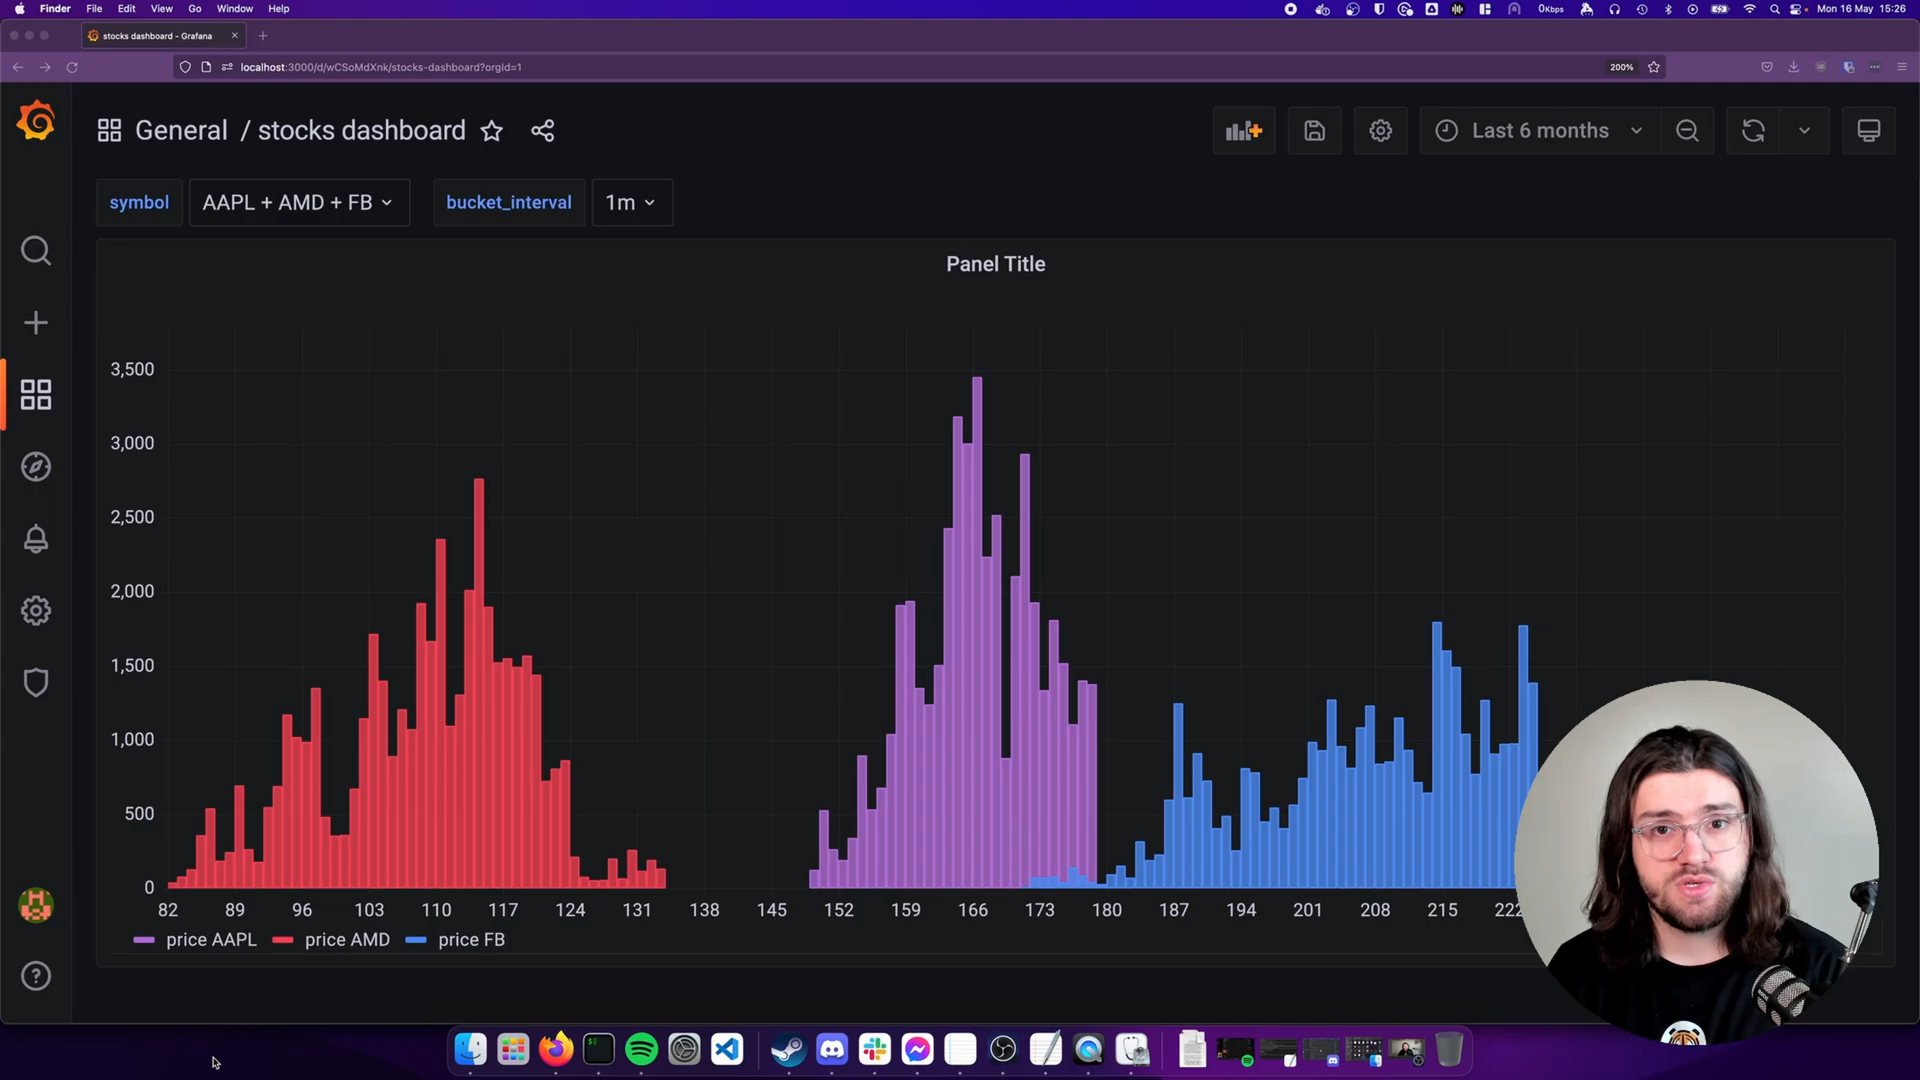 Finder File Edit View Go Window Help
0Kbps
Mon 16 May 15:26
stocks dashboard - Grafana
localhost:3000/d/wCSoMdXnk/stocks-dashboard?orgId=1
200%
General / stocks dashboard
Last 6 months
symbol
AAPL + AMD + FB
bucket_interval
1m
Panel Title
3,500
3,000
2,500
2,000
1,500
1,000
500
0
82 89 96 103 110 117 124 131 138 145 152 159 166 173 180 187 194 201 208 215 222
price AAPL price AMD price FB